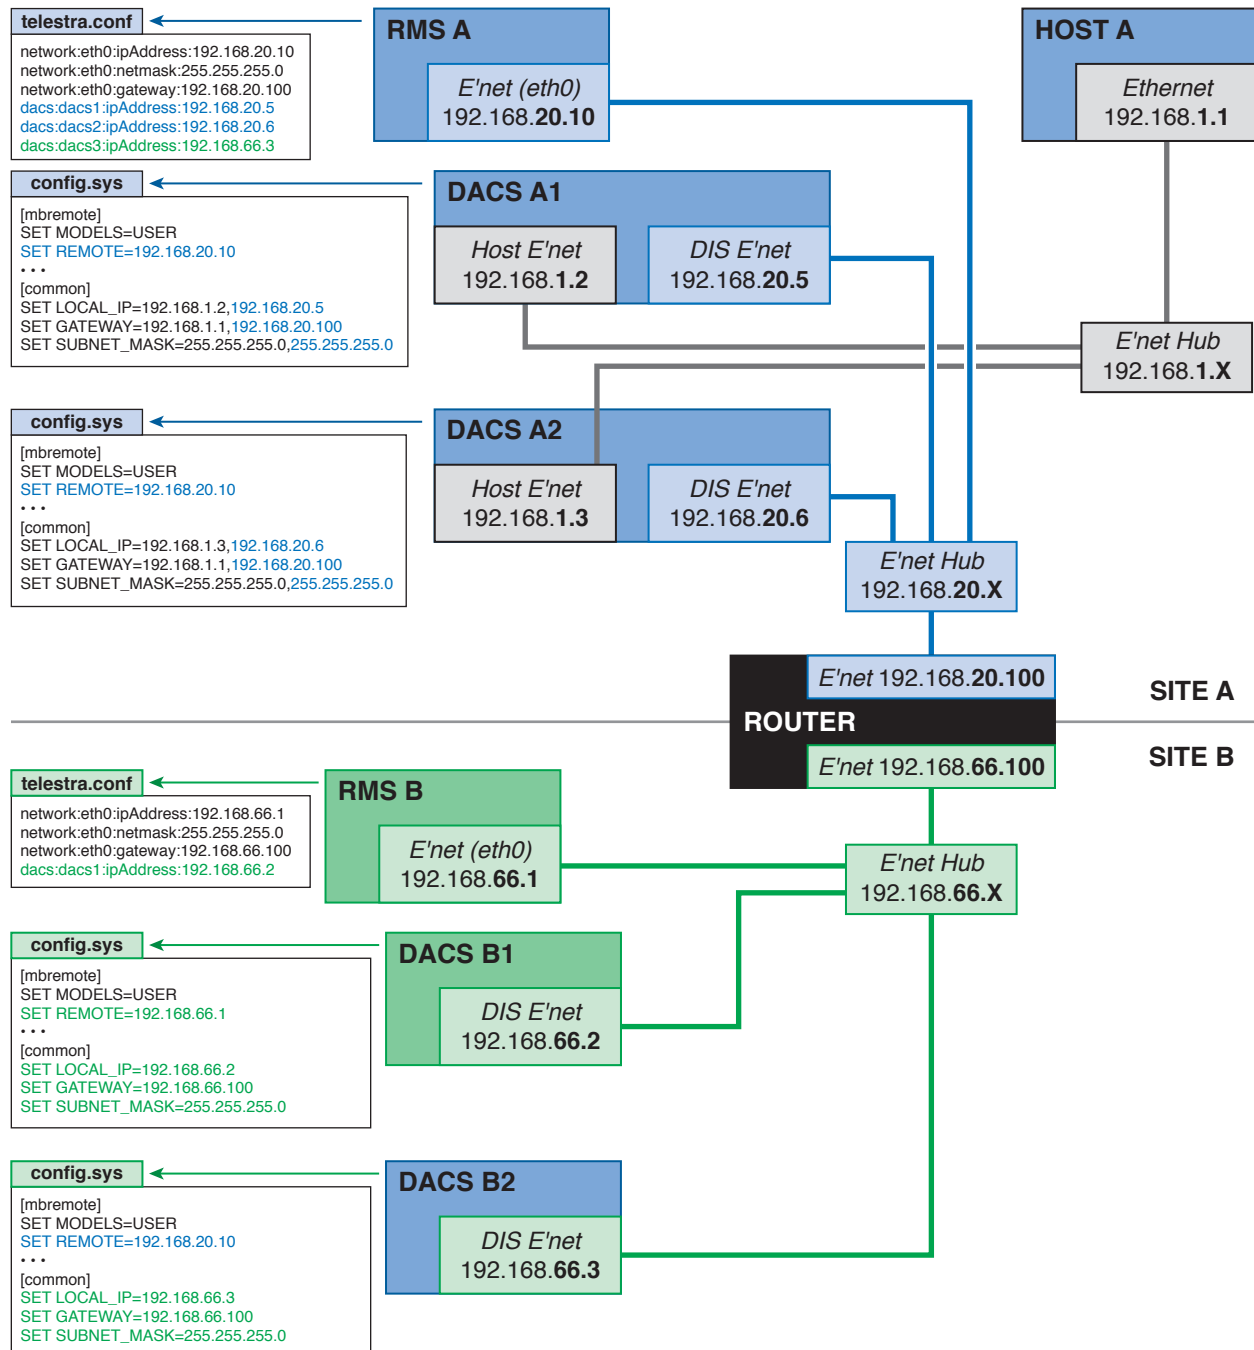 telestra.conf
network:eth0:ipAddress:192.168.20.10
network:eth0:netmask:255.255.255.0
network:eth0:gateway:192.168.20.100
dacs:dacs1:ipAddress:192.168.20.5
dacs:dacs2:ipAddress:192.168.20.6
dacs:dacs3:ipAddress:192.168.66.3
RMS A
E'net (eth0)
192.168.20.10
HOST A
Ethernet
192.168.1.1
config.sys
[mbremote]
SET MODELS=USER
SET REMOTE=192.168.20.10
• • •
[common]
SET LOCAL_IP=192.168.1.2,192.168.20.5
SET GATEWAY=192.168.1.1,192.168.20.100
SET SUBNET_MASK=255.255.255.0,255.255.255.0
DACS A1
Host E'net
192.168.1.2
DIS E'net
192.168.20.5
E'net Hub
192.168.1.X
config.sys
[mbremote]
SET MODELS=USER
SET REMOTE=192.168.20.10
• • •
[common]
SET LOCAL_IP=192.168.1.3,192.168.20.6
SET GATEWAY=192.168.1.1,192.168.20.100
SET SUBNET_MASK=255.255.255.0,255.255.255.0
DACS A2
Host E'net
192.168.1.3
DIS E'net
192.168.20.6
E'net Hub
192.168.20.X
E'net 192.168.20.100
SITE A
ROUTER
E'net 192.168.66.100
SITE B
telestra.conf
network:eth0:ipAddress:192.168.66.1
network:eth0:netmask:255.255.255.0
network:eth0:gateway:192.168.66.100
dacs:dacs1:ipAddress:192.168.66.2
RMS B
E'net (eth0)
192.168.66.1
E'net Hub
192.168.66.X
config.sys
[mbremote]
SET MODELS=USER
SET REMOTE=192.168.66.1
• • •
[common]
SET LOCAL_IP=192.168.66.2
SET GATEWAY=192.168.66.100
SET SUBNET_MASK=255.255.255.0
DACS B1
DIS E'net
192.168.66.2
config.sys
[mbremote]
SET MODELS=USER
SET REMOTE=192.168.20.10
• • •
[common]
SET LOCAL_IP=192.168.66.3
SET GATEWAY=192.168.66.100
SET SUBNET_MASK=255.255.255.0
DACS B2
DIS E'net
192.168.66.3